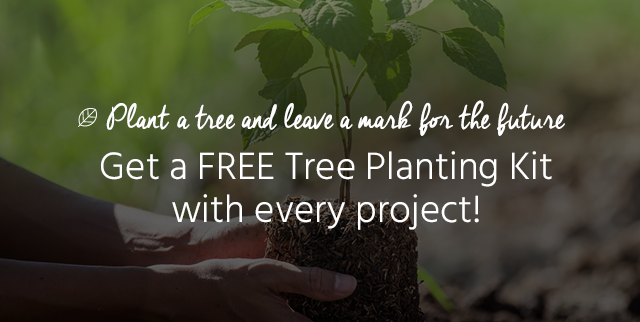 Plant a tree and leave a mark for the future
Get a FREE Tree Planting Kit
with every project!